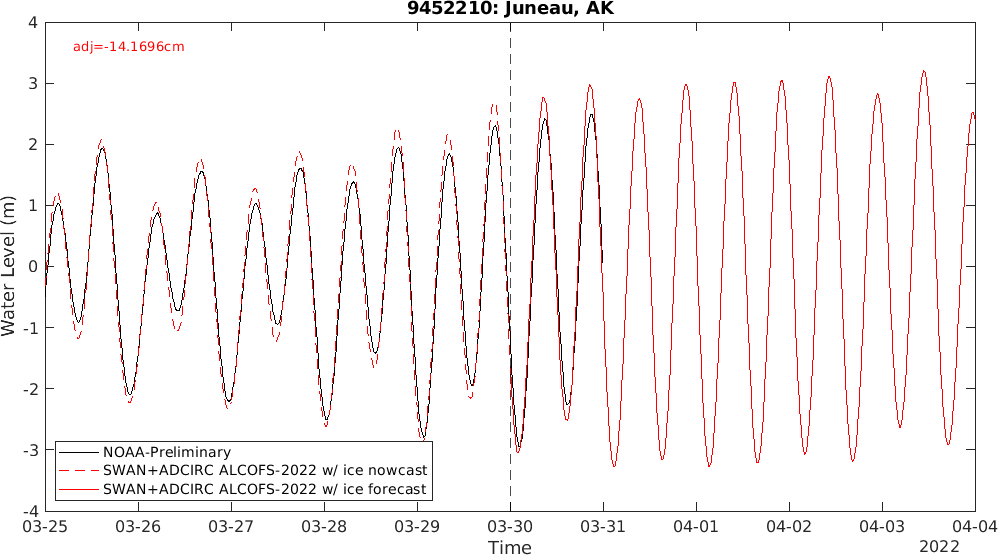 9452210: Juneau, AK
adj=-14.1696cm
4
3
2
1
0
-1
-2
-3
-4
Water Level (m)
NOAA-Preliminary
SWAN+ADCIRC ALCOFS-2022 w/ ice nowcast
SWAN+ADCIRC ALCOFS-2022 w/ ice forecast
03-25 03-26 03-27 03-28 03-29 03-30 03-31 04-01 04-02 04-03 04-04
Time
2022